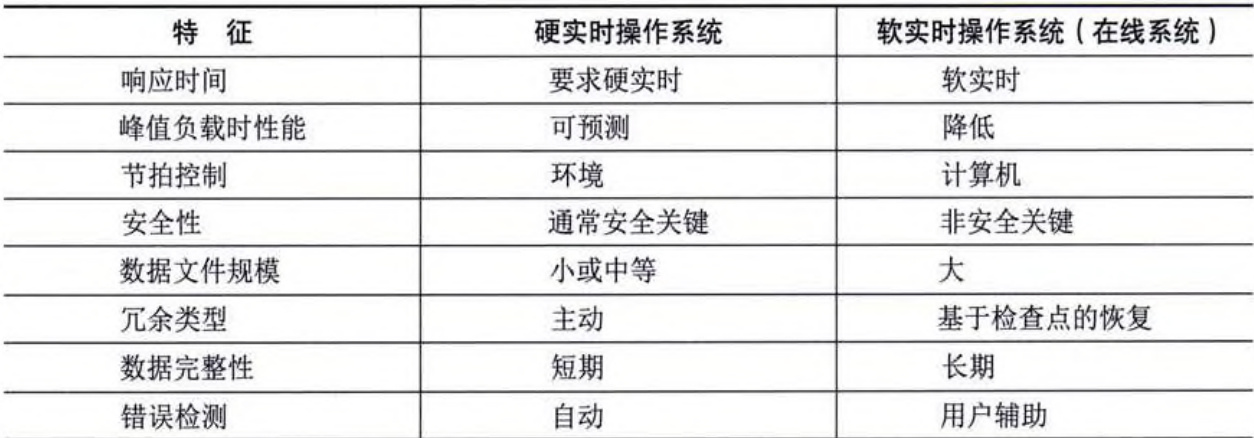 特 征 硬实时操作系统 软实时操作系统(在线系统)
响应时间 要求硬实时 软实时
峰值负载时性能 可预测 降低
节拍控制 环境 计算机
安全性 通常安全关键 非安全关键
数据文件规模 小或中等 大
冗余类型 主动 基于检查点的恢复
数据完整性 短期 长期
错误检测 自动 用户辅助